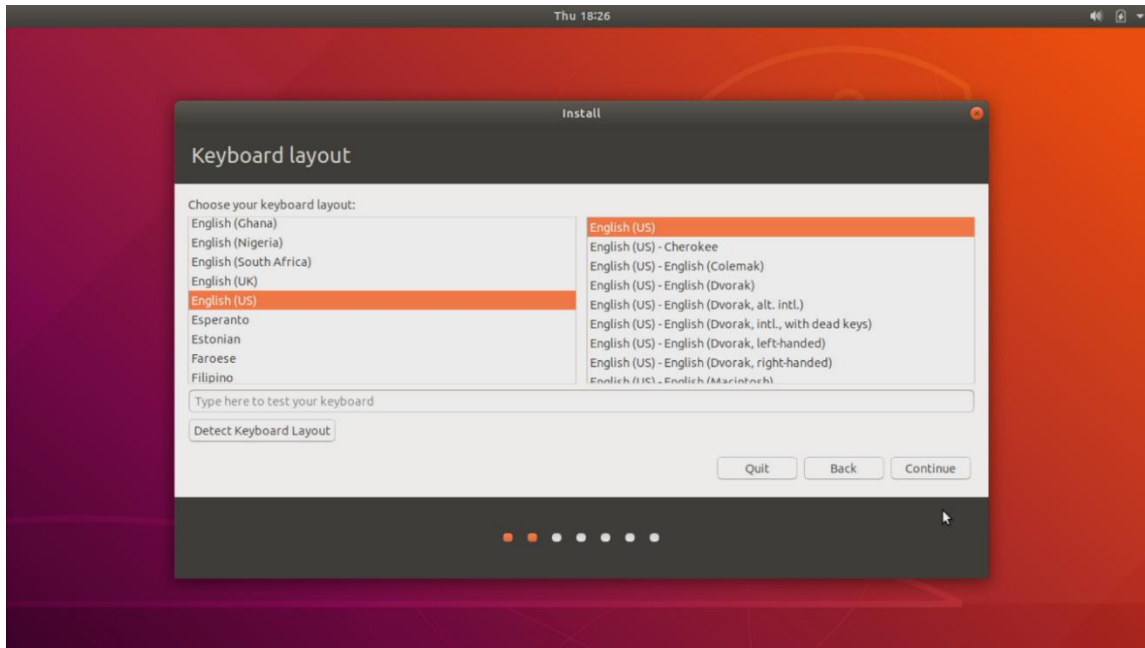 Thu 18:26
Install
Keyboard layout
Choose your keyboard layout:
English (Ghana)
English (Nigeria)
English (South Africa)
English (UK)
English (US)
Esperanto
Estonian
Faroese
Filipino
English (US)
English (US) - Cherokee
English (US) - English (Colemak)
English (US) - English (Dvorak)
English (US) - English (Dvorak, alt. intl.)
English (US) - English (Dvorak, intl., with dead keys)
English (US) - English (Dvorak, left-handed)
English (US) - English (Dvorak, right-handed)
English (US) - English (Macintosh)
Type here to test your keyboard
Detect Keyboard Layout
Quit Back Continue